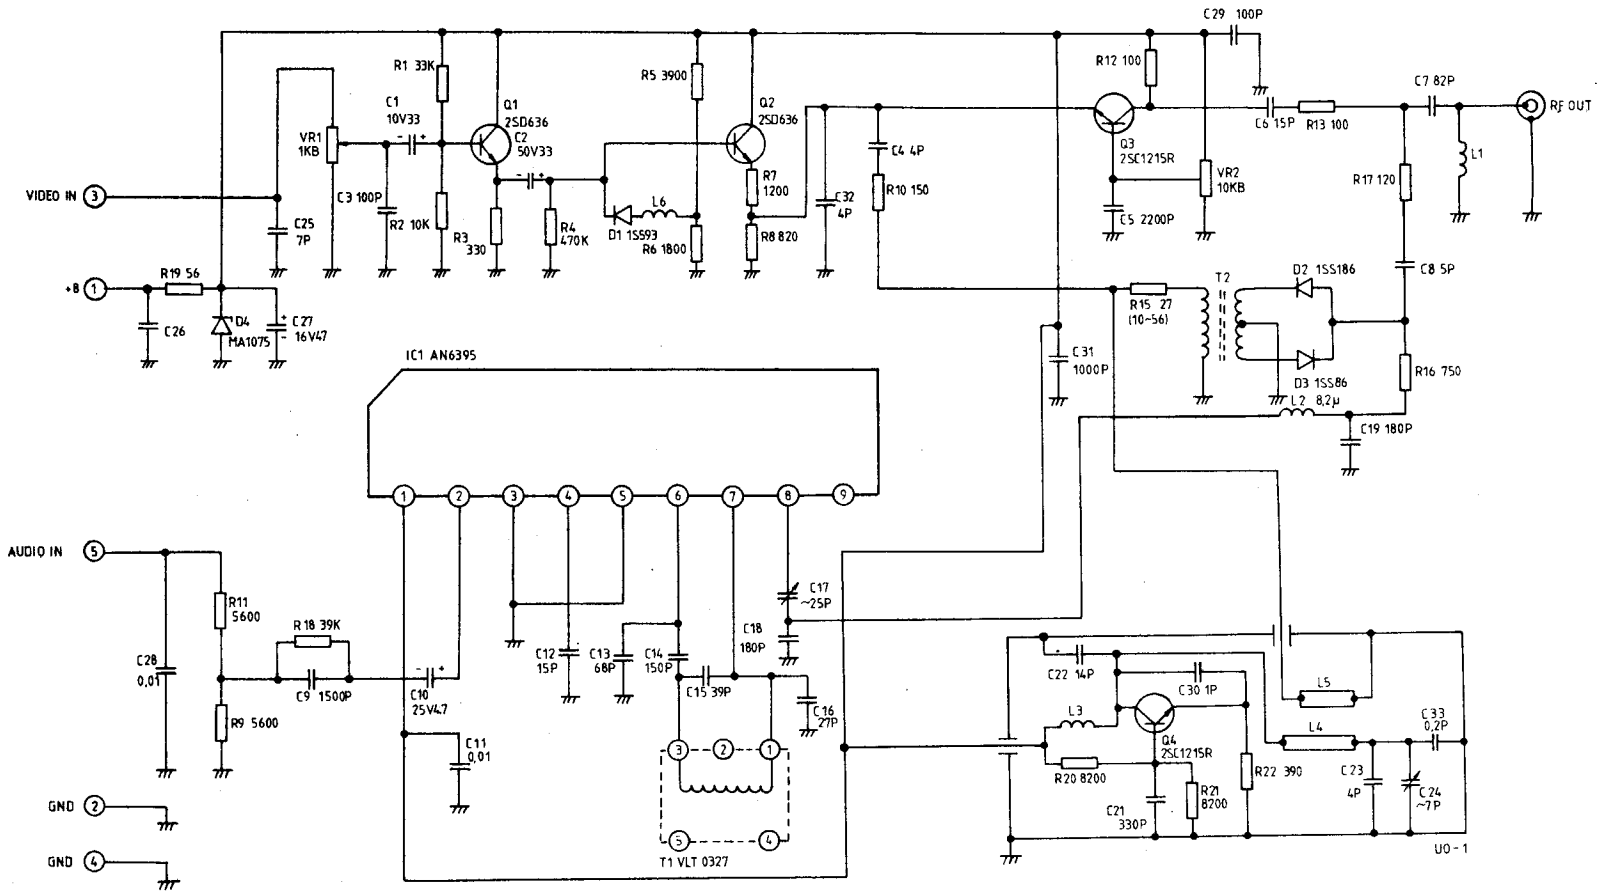 C29 100P
R1 33K
R5 3900
R12 100
C7 82P
RF OUT
C1
10V33
Q1
2SD636
C2
50V33
Q2
2SD636
C6 15P
R13 100
VR1
1KB
C4 4P
Q3
2SC1215R
L1
VIDEO IN 3
C3 100P
R2 10K
R3
330
R4
470K
L6
D1 1SS93
R6 1800
R7
1200
R8 820
C32
4P
R10 150
VR2
10KB
C5 2200P
R17 120
C25
7P
+B 1
R19 56
C26
D4
MA1075
C27
16V47
R15 27
(10~56)
T2
D2 1SS186
C8 5P
IC1 AN6395
C31
1000P
D3 1SS86
R16 750
L2 8,2µ
C19 180P
1 2 3 4 5 6 7 8 9
AUDIO IN 5
R11
5600
R18 39K
C17
~25P
C28
0,01
C9 1500P
C10
25V4.7
C12
15P
C13
68P
C14
150P
C15 39P
C18
180P
C16
27P
R9 5600
C11
0,01
3 2 1
5 4
T1 VLT 0327
C22 14P
C30 1P
L3
Q4
2SC1215R
R20 8200
C21
330P
R21
8200
R22 390
L5
L4
C33
0,2P
C23
4P
C24
~7P
UO-1
GND 2
GND 4